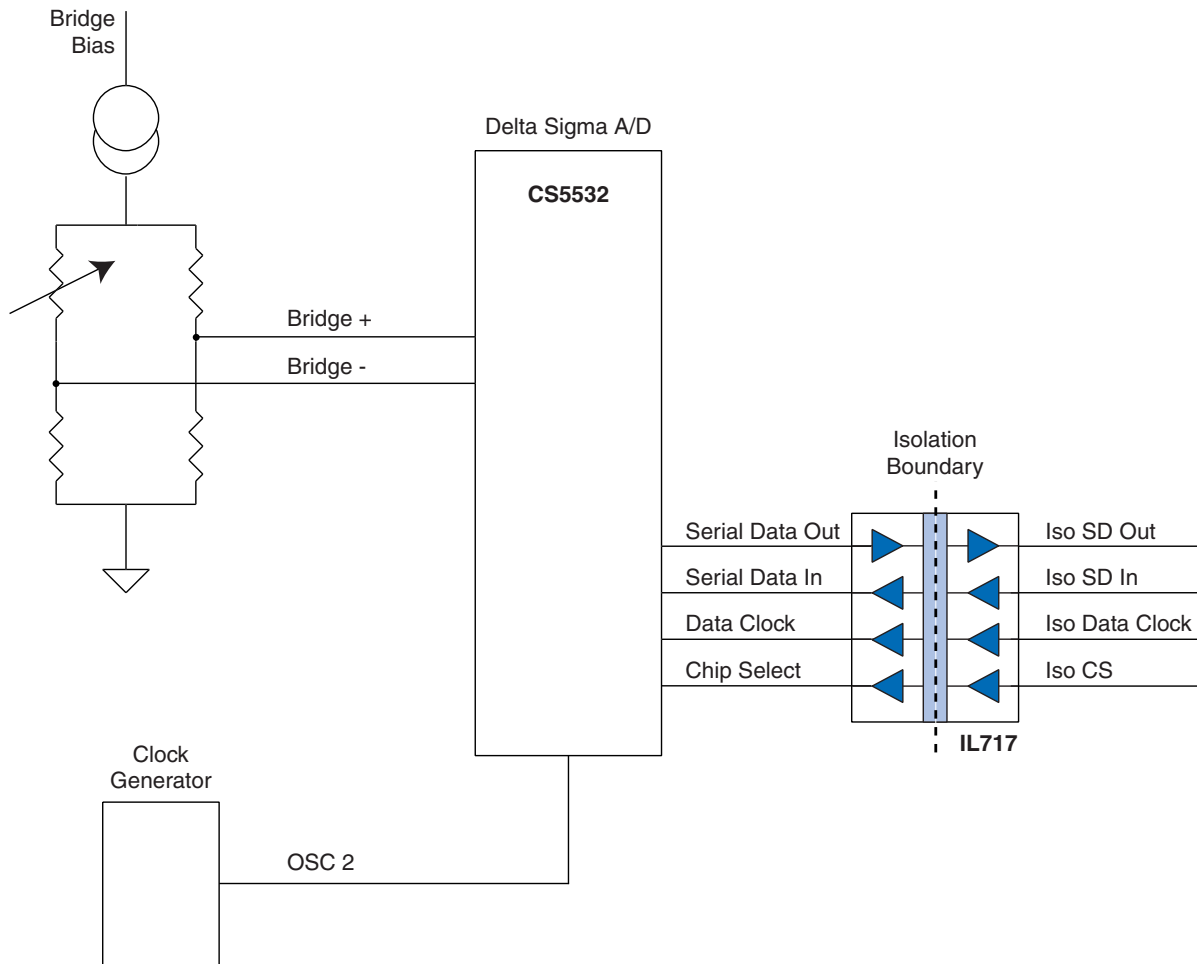 Bridge
Bias
Delta Sigma A/D
CS5532
Bridge +
Bridge -
Isolation
Boundary
Serial Data Out
Iso SD Out
Serial Data In
Iso SD In
Data Clock
Iso Data Clock
Chip Select
Iso CS
IL717
Clock
Generator
OSC 2